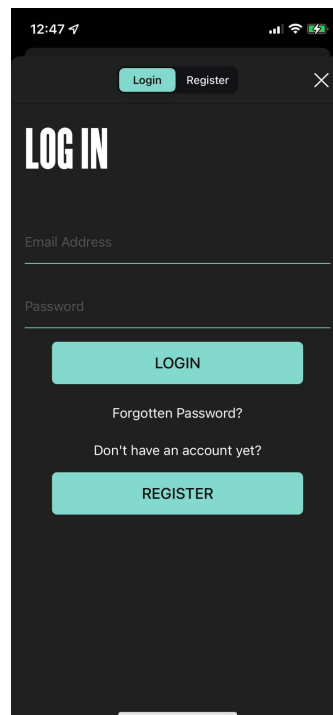 12:47
Login Register
LOG IN
Email Address
Password
LOGIN
Forgotten Password?
Don't have an account yet?
REGISTER